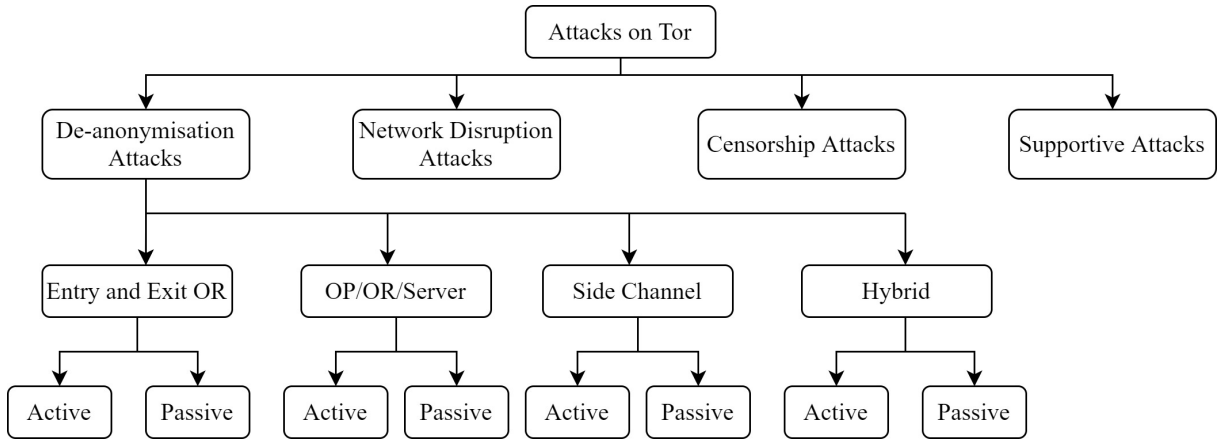 Attacks on Tor
De-anonymisation
Attacks
Network Disruption
Attacks
Censorship Attacks
Supportive Attacks
Entry and Exit OR
OP/OR/Server
Side Channel
Hybrid
Active
Passive
Active
Passive
Active
Passive
Active
Passive